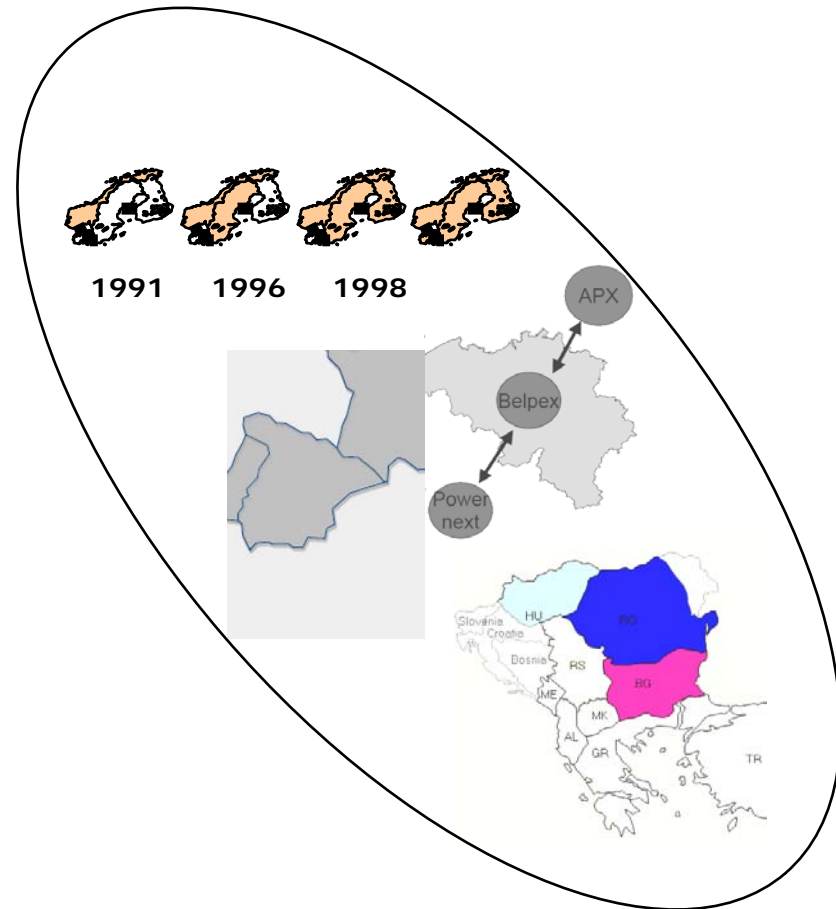 1991 1996 1998
APX
Belpex
Power
next
HU
RO
Slovenia
Croatia
Bosnia
RS
BG
ME
MK
AL
GR
TR